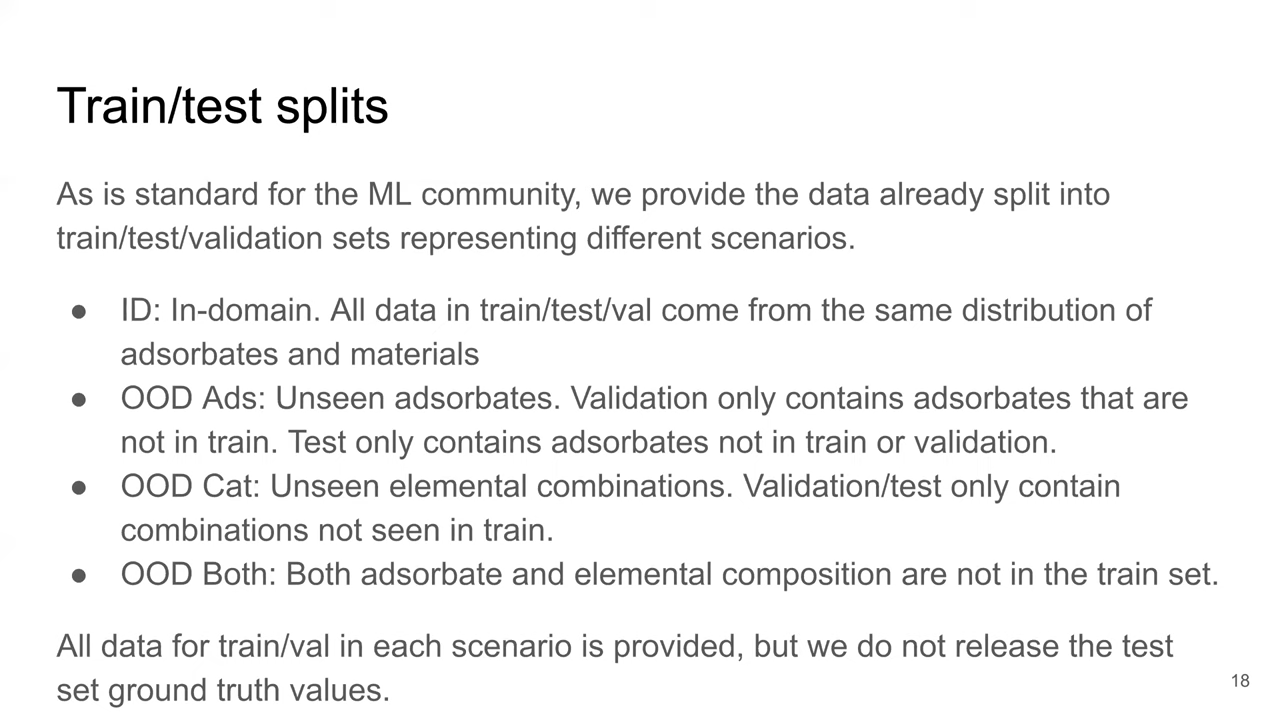 Train/test splits
As is standard for the ML community, we provide the data already split into
train/test/validation sets representing different scenarios.
● ID: In-domain. All data in train/test/val come from the same distribution of
adsorbates and materials
● OOD Ads: Unseen adsorbates. Validation only contains adsorbates that are
not in train. Test only contains adsorbates not in train or validation.
● OOD Cat: Unseen elemental combinations. Validation/test only contain
combinations not seen in train.
● OOD Both: Both adsorbate and elemental composition are not in the train set.
All data for train/val in each scenario is provided, but we do not release the test
set ground truth values.
18